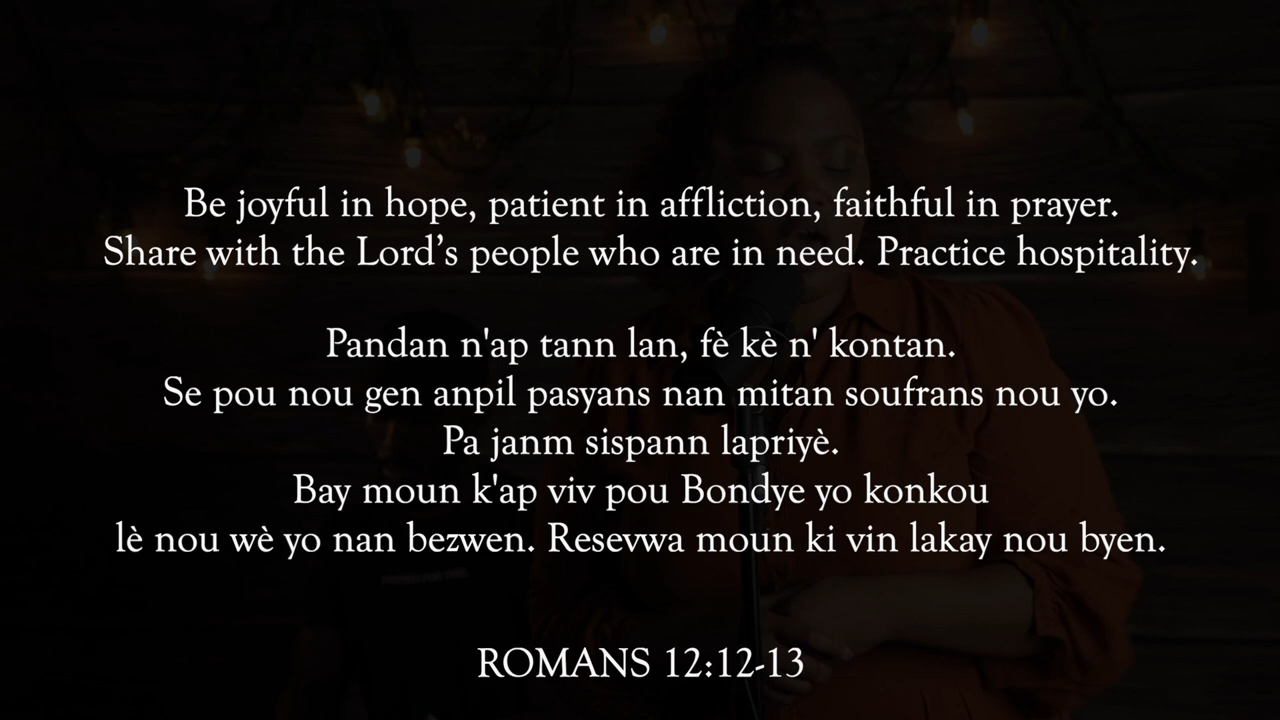 Be joyful in hope, patient in affliction, faithful in prayer.
Share with the Lord’s people who are in need. Practice hospitality.
Pandan n'ap tann lan, fè kè n' kontan.
Se pou nou gen anpil pasyans nan mitan soufrans nou yo.
Pa janm sispann lapriyè.
Bay moun k'ap viv pou Bondye yo konkou
lè nou wè yo nan bezwen. Resevwa moun ki vin lakay nou byen.
ROMANS 12:12-13